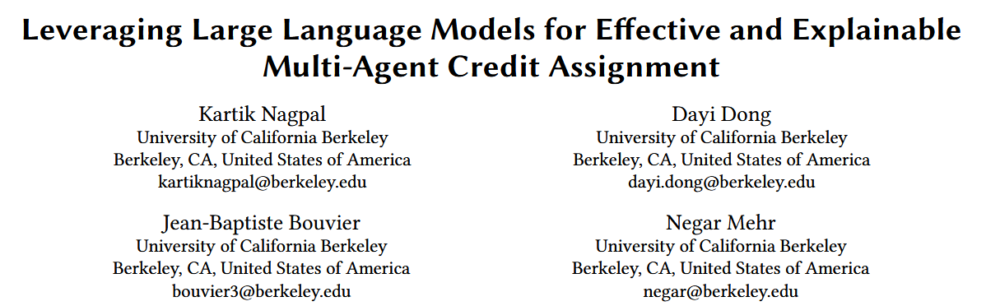 Leveraging Large Language Models for Effective and Explainable
Multi-Agent Credit Assignment
Kartik Nagpal
University of California Berkeley
Berkeley, CA, United States of America
kartiknagpal@berkeley.edu
Dayi Dong
University of California Berkeley
Berkeley, CA, United States of America
dayi.dong@berkeley.edu
Jean-Baptiste Bouvier
University of California Berkeley
Berkeley, CA, United States of America
bouvier3@berkeley.edu
Negar Mehr
University of California Berkeley
Berkeley, CA, United States of America
negar@berkeley.edu